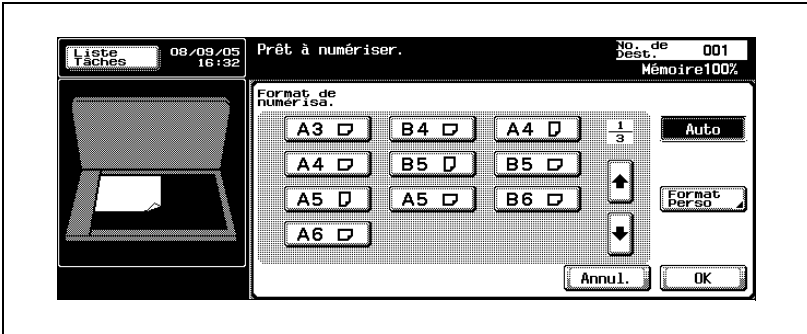 Liste
Tâches
08/09/05
16:32
Prêt à numériser.
No. de
Dest.
001
Mémoire100%
Format de
numérisa.
A3 B4 A4
1
3
Auto
A4 B5 B5
A5 A5 B6
Format
Perso
A6
Annul. OK